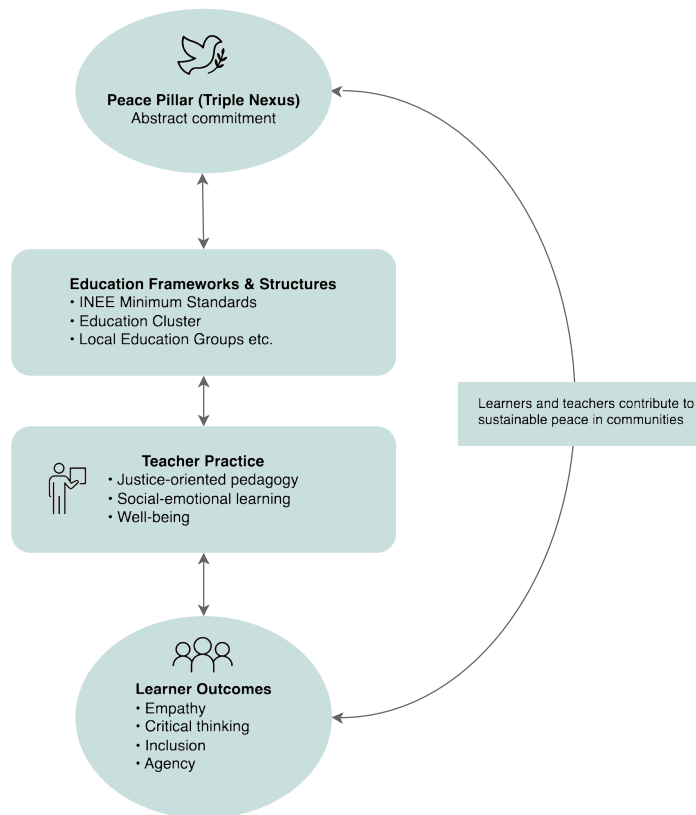 Peace Pillar (Triple Nexus)
Abstract commitment
Education Frameworks & Structures
• INEE Minimum Standards
• Education Cluster
• Local Education Groups etc.
Learners and teachers contribute to
sustainable peace in communities
Teacher Practice
• Justice-oriented pedagogy
• Social-emotional learning
• Well-being
Learner Outcomes
• Empathy
• Critical thinking
• Inclusion
• Agency